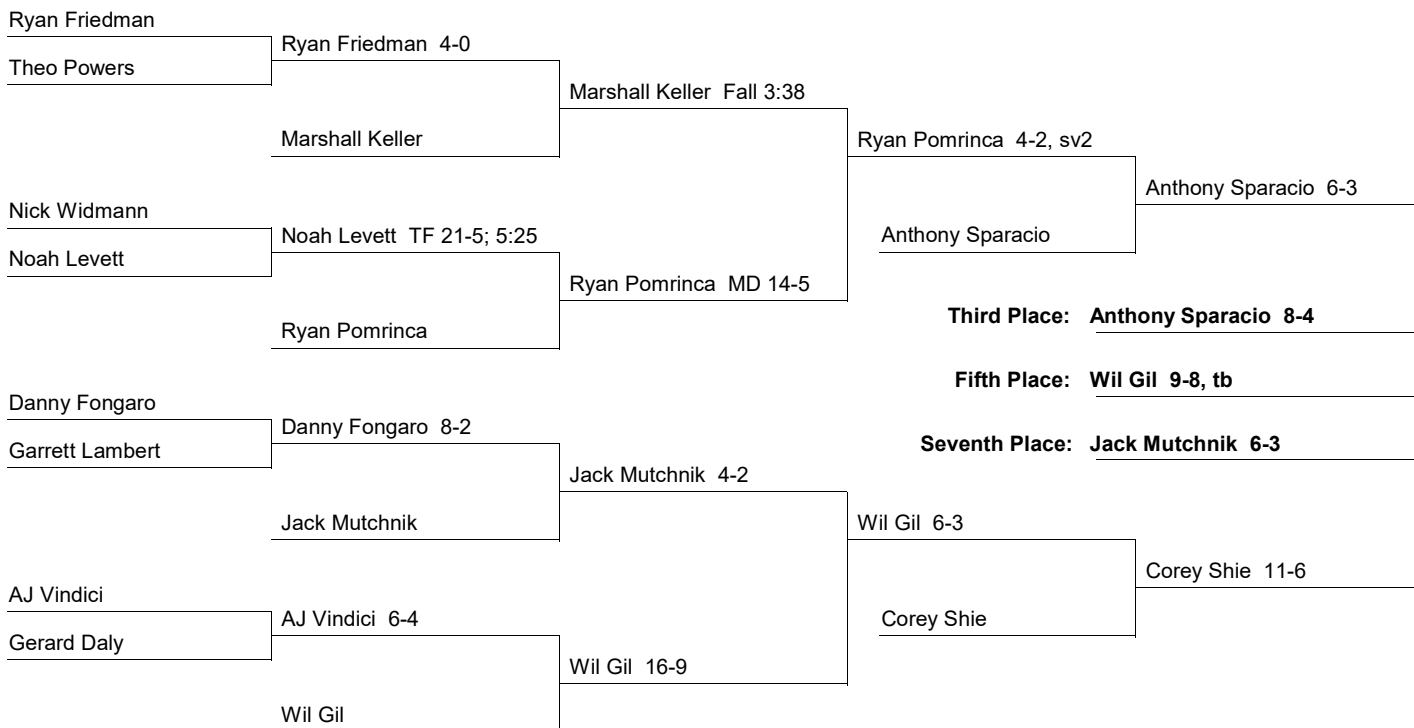 Ryan Friedman
Ryan Friedman 4-0
Theo Powers
Marshall Keller Fall 3:38
Marshall Keller
Ryan Pomrinca 4-2, sv2
Anthony Sparacio 6-3
Nick Widmann
Noah Levett TF 21-5; 5:25
Anthony Sparacio
Noah Levett
Ryan Pomrinca MD 14-5
Third Place: Anthony Sparacio 8-4
Ryan Pomrinca
Fifth Place: Wil Gil 9-8, tb
Danny Fongaro
Danny Fongaro 8-2
Garrett Lambert
Seventh Place: Jack Mutchnik 6-3
Jack Mutchnik 4-2
Jack Mutchnik
Wil Gil 6-3
Corey Shie 11-6
AJ Vindici
AJ Vindici 6-4
Corey Shie
Gerard Daly
Wil Gil 16-9
Wil Gil